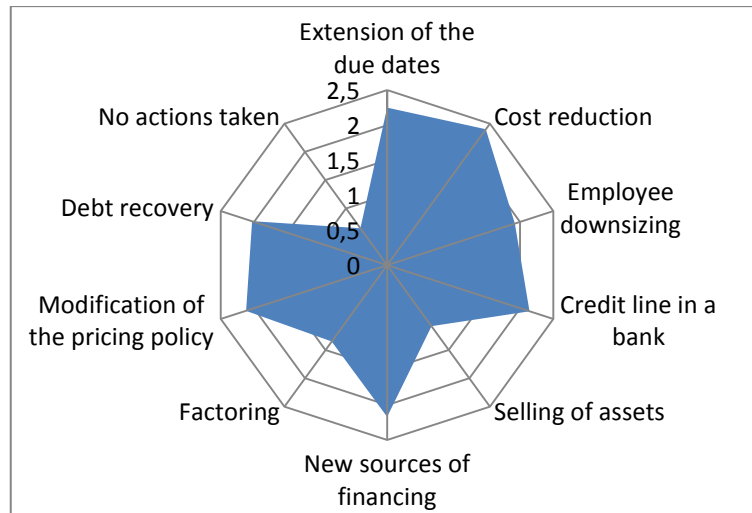 Extension of the
due dates
Cost reduction
Employee
downsizing
Credit line in a
bank
Selling of assets
New sources of
financing
Factoring
Modification of
the pricing policy
Debt recovery
No actions taken
2,5
2
1,5
1
0,5
0